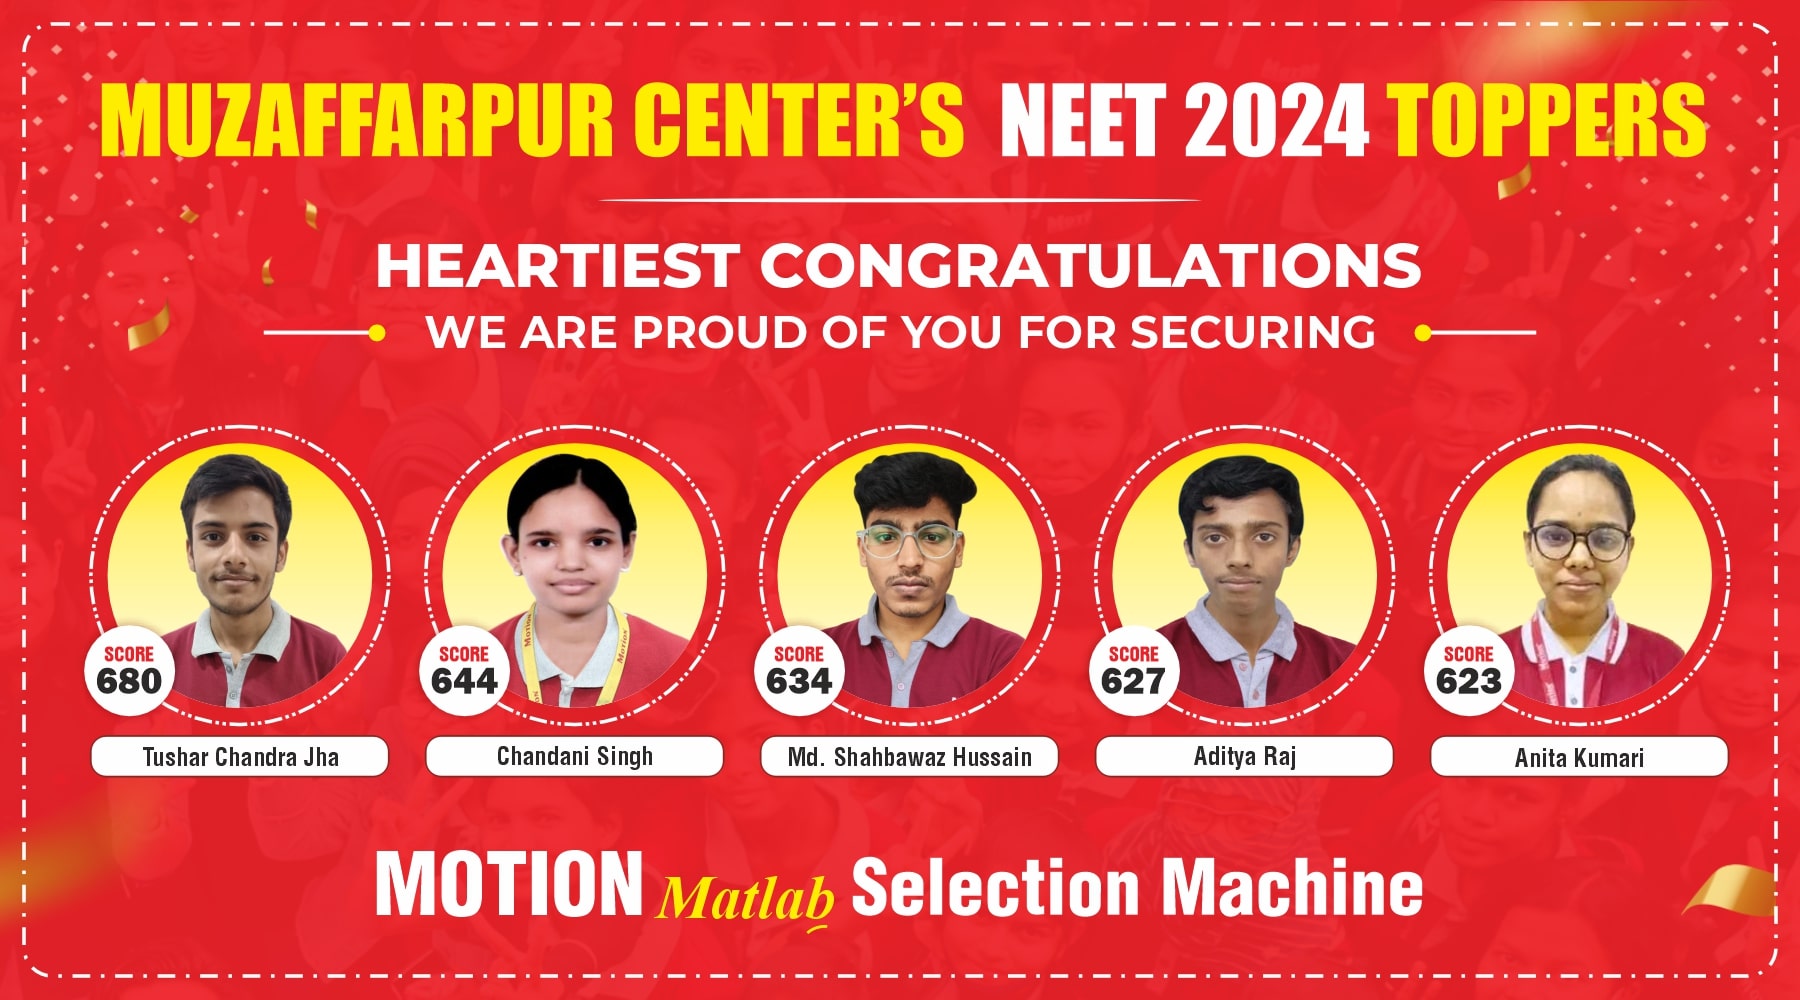 MUZAFFARPUR CENTER'S NEET 2024 TOPPERS
HEARTIEST CONGRATULATIONS
WE ARE PROUD OF YOU FOR SECURING
SCORE
680
Tushar Chandra Jha
SCORE
644
Motion
Motion
Chandani Singh
SCORE
634
Md. Shahbawaz Hussain
SCORE
627
Aditya Raj
SCORE
623
Anita Kumari
MOTION Matlab Selection Machine